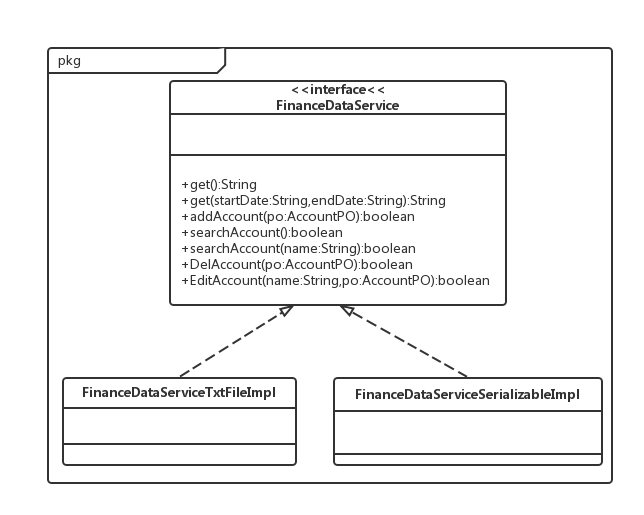 pkg
<<interface<<
FinanceDataService
+get():String
+get(startDate:String,endDate:String):String
+addAccount(po:AccountPO):boolean
+searchAccount():boolean
+searchAccount(name:String):boolean
+DelAccount(po:AccountPO):boolean
+EditAccount(name:String,po:AccountPO):boolean
FinanceDataServiceTxtFileImpl
FinanceDataServiceSerializableImpl